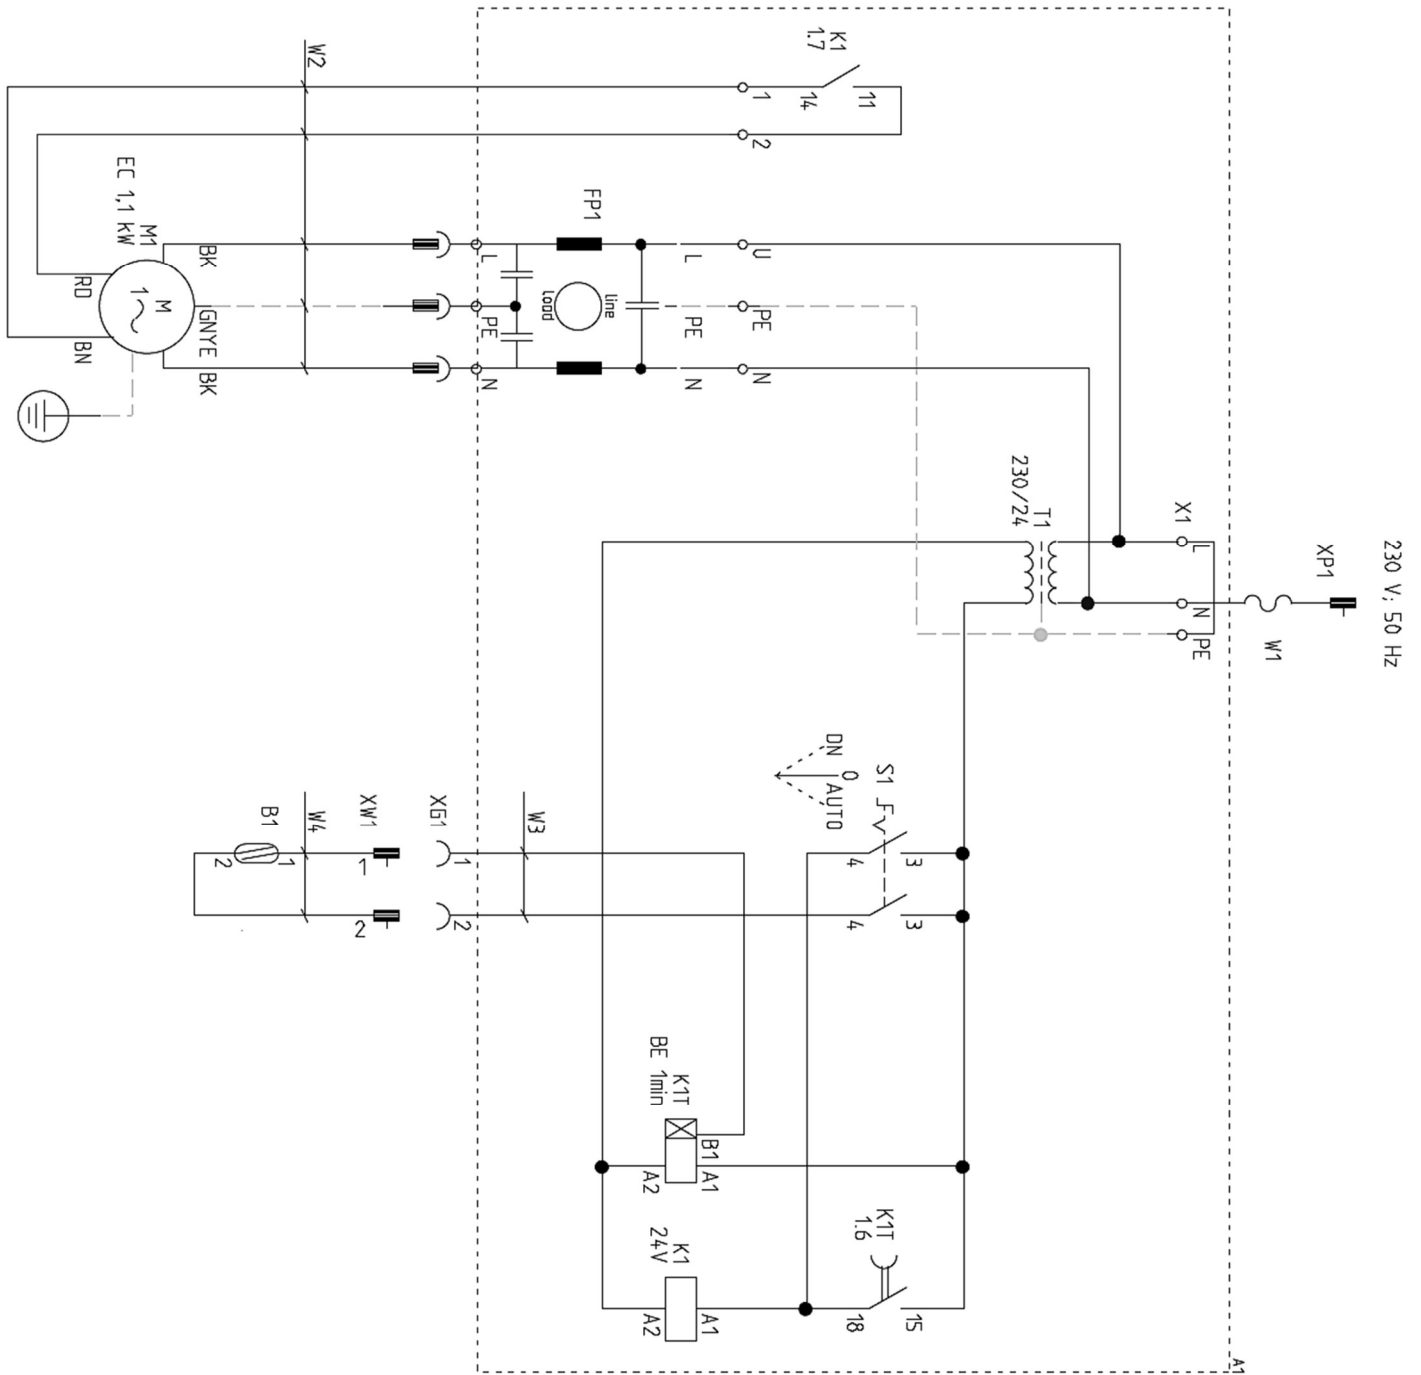 230 V; 50 Hz
XP1
W1
A1
X1
L
N
PE
T1
230/24
K1
1.7
11
14
1
2
U
PE
N
L
PE
N
FP1
Line
Load
L
PE
N
W2
BK
GNYE
BK
M1
EC 1,1 kW
M
1
RD
BN
S1
DN
0
AUTO
3
4
3
4
W3
XG1
1
2
XW1
1
2
W4
B1
1
2
K1T
BE 1min
B1
A1
A2
K1T
1.6
15
18
K1
24V
A1
A2